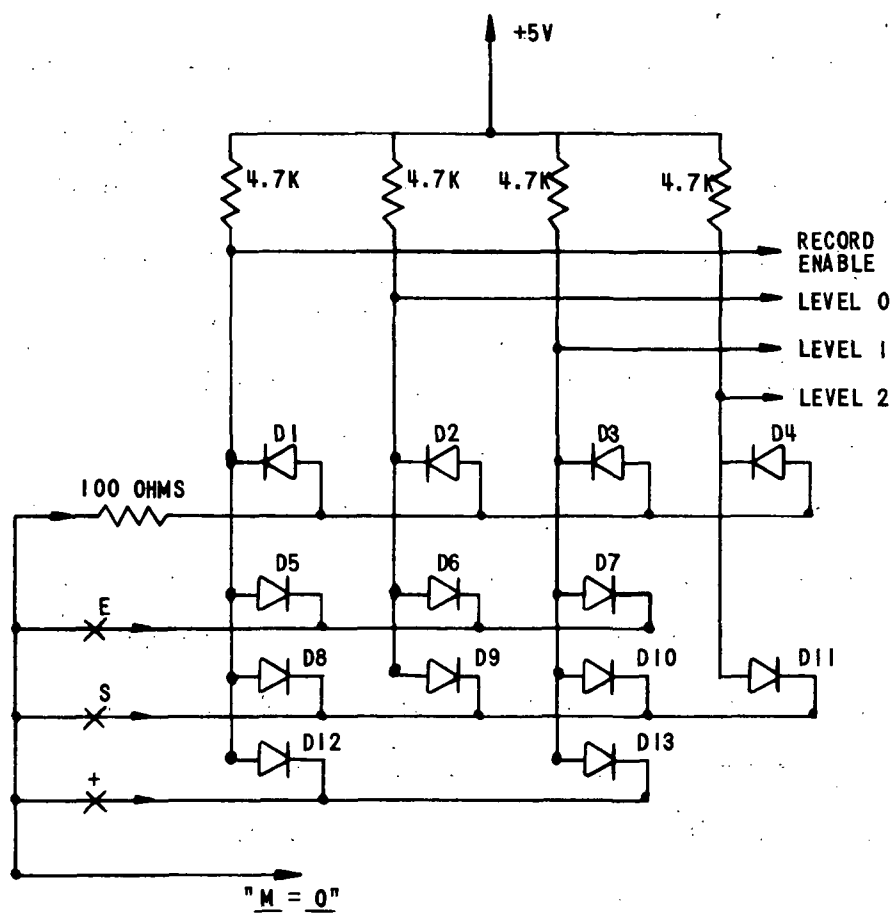 +5V
4.7K 4.7K 4.7K 4.7K
RECORD
ENABLE
LEVEL 0
LEVEL 1
LEVEL 2
D1 D2 D3 D4
100 OHMS
D5 D6 D7
E
D8 D9 D10 D11
S
D12 D13
+
"M = 0"